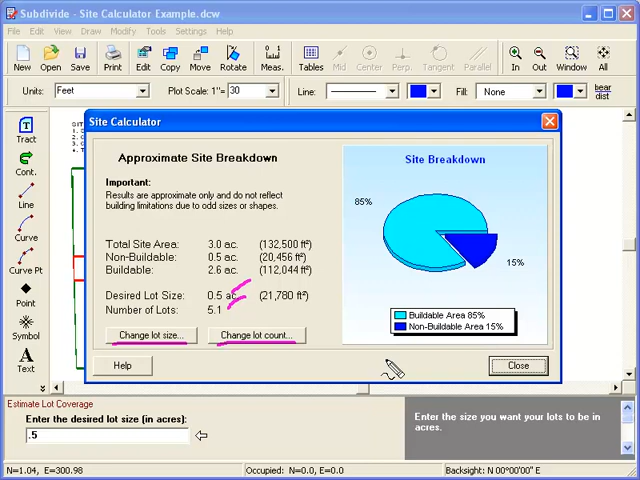 Subdivide - Site Calculator Example.dcw
File Edit View Draw Modify Tools Settings Help
New Open Save Print Edit Copy Move Rotate Meas. Tables Mid Center Perp. Tangent Parallel In Out Window All
Units: Feet Plot Scale: 1"= 30 Line: Fill: None bear dist
Tract
Cont.
Line
Curve
Curve Pt
Point
Symbol
Text
Site Calculator
Approximate Site Breakdown
Important:
Results are approximate only and do not reflect
building limitations due to odd sizes or shapes.
Total Site Area: 3.0 ac. (132,500 ft²)
Non-Buildable: 0.5 ac. (20,456 ft²)
Buildable: 2.6 ac. (112,044 ft²)
Desired Lot Size: 0.5 ac. (21,780 ft²)
Number of Lots: 5.1
Change lot size... Change lot count...
Help
Site Breakdown
85%
15%
Buildable Area 85%
Non-Buildable Area 15%
Close
Estimate Lot Coverage
Enter the desired lot size (in acres)
.5
Enter the size you want your lots to be in
acres.
N=1.04, E=300.98 Occupied: N=0.0, E=0.0 Backsight: N 00°00'00" E